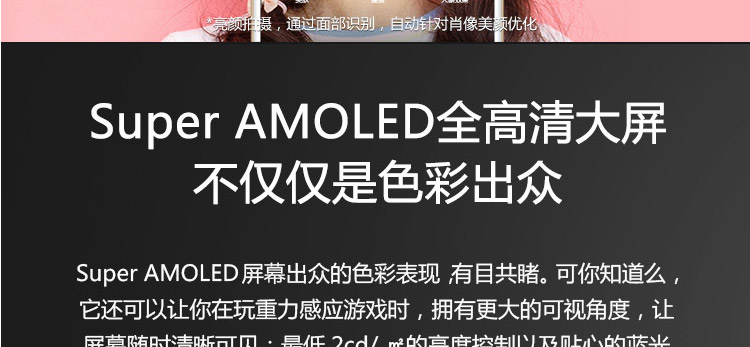 *亮颜拍摄，通过面部识别，自动针对肖像美颜优化
Super AMOLED全高清大屏
不仅仅是色彩出众
Super AMOLED屏幕出众的色彩表现，有目共睹。可你知道么，
它还可以让你在玩重力感应游戏时，拥有更大的可视角度，让
屏幕随时清晰可见；最低 2cd/㎡的亮度控制以及贴心的蓝光